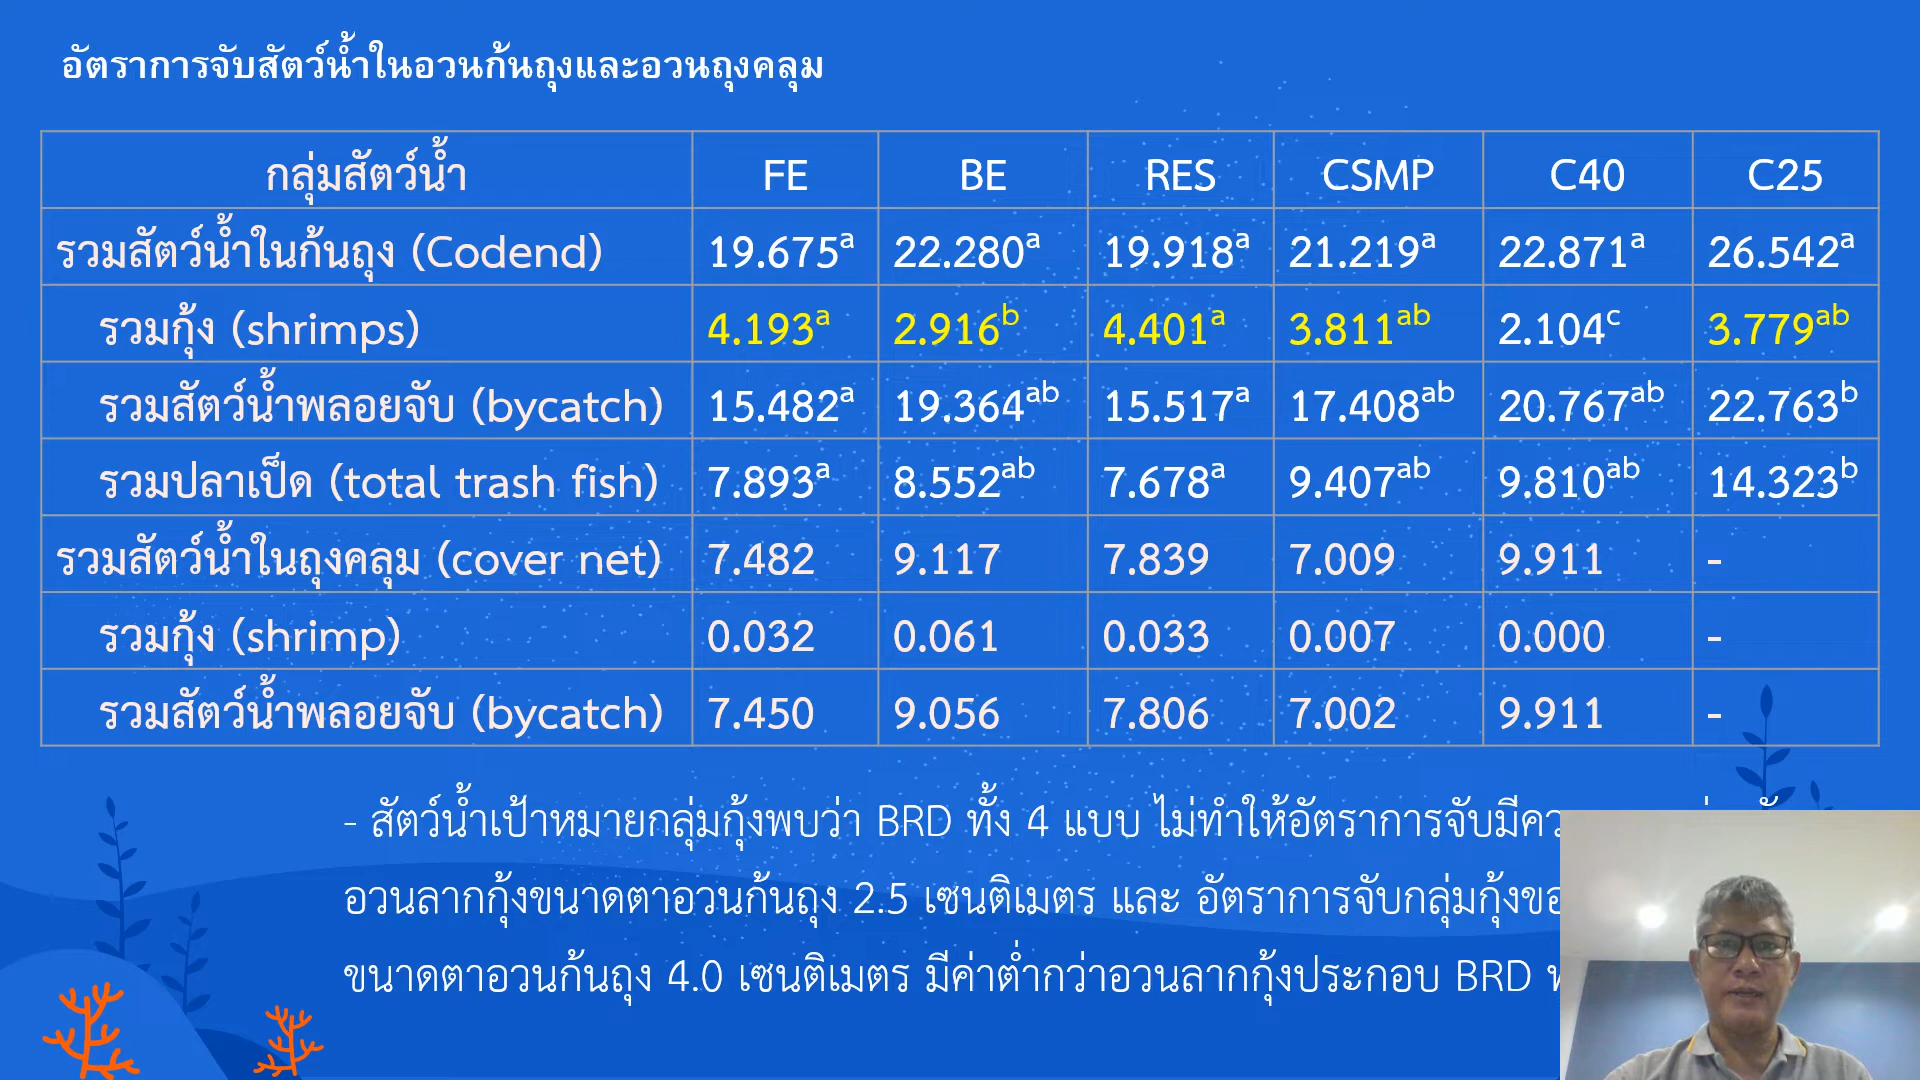 อัตราการจับสัตว์น้ำในอวนก้นถุงและอวนถุงคลุม
กลุ่มสัตว์น้ำ FE BE RES CSMP C40 C25
รวมสัตว์น้ำในก้นถุง (Codend) 19.675ᵃ 22.280ᵃ 19.918ᵃ 21.219ᵃ 22.871ᵃ 26.542ᵃ
รวมกุ้ง (shrimps) 4.193ᵃ 2.916ᵇ 4.401ᵃ 3.811ᵃᵇ 2.104ᶜ 3.779ᵃᵇ
รวมสัตว์น้ำพลอยจับ (bycatch) 15.482ᵃ 19.364ᵃᵇ 15.517ᵃ 17.408ᵃᵇ 20.767ᵃᵇ 22.763ᵇ
รวมปลาเป็ด (total trash fish) 7.893ᵃ 8.552ᵃᵇ 7.678ᵃ 9.407ᵃᵇ 9.810ᵃᵇ 14.323ᵇ
รวมสัตว์น้ำในถุงคลุม (cover net) 7.482 9.117 7.839 7.009 9.911 -
รวมกุ้ง (shrimp) 0.032 0.061 0.033 0.007 0.000 -
รวมสัตว์น้ำพลอยจับ (bycatch) 7.450 9.056 7.806 7.002 9.911 -
- สัตว์น้ำเป้าหมายกลุ่มกุ้งพบว่า BRD ทั้ง 4 แบบ ไม่ทำให้อัตราการจับมี
อวนลากกุ้งขนาดตาอวนก้นถุง 2.5 เซนติเมตร และ อัตราการจับกลุ่มกุ้ง
ขนาดตาอวนก้นถุง 4.0 เซนติเมตร มีค่าต่ำกว่าอวนลากกุ้งประกอบ BRD